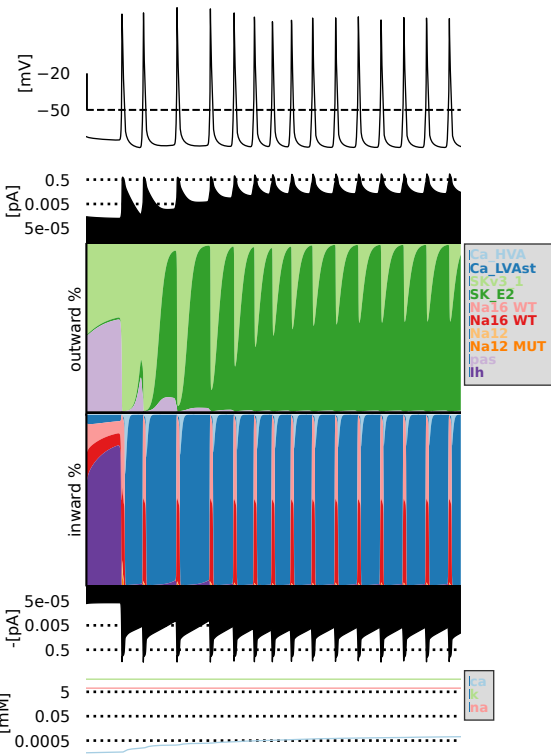 [mV]
−20
−50
[pA]
0.5
0.005
5e-05
outward %
Ca_HVA
Ca_LVAst
SKv3_1
SK_E2
Na16 WT
Na16 WT
Na12
Na12 MUT
pas
Ih
inward %
-[pA]
5e-05
0.005
0.5
[mM]
5
0.05
0.0005
ca
k
na